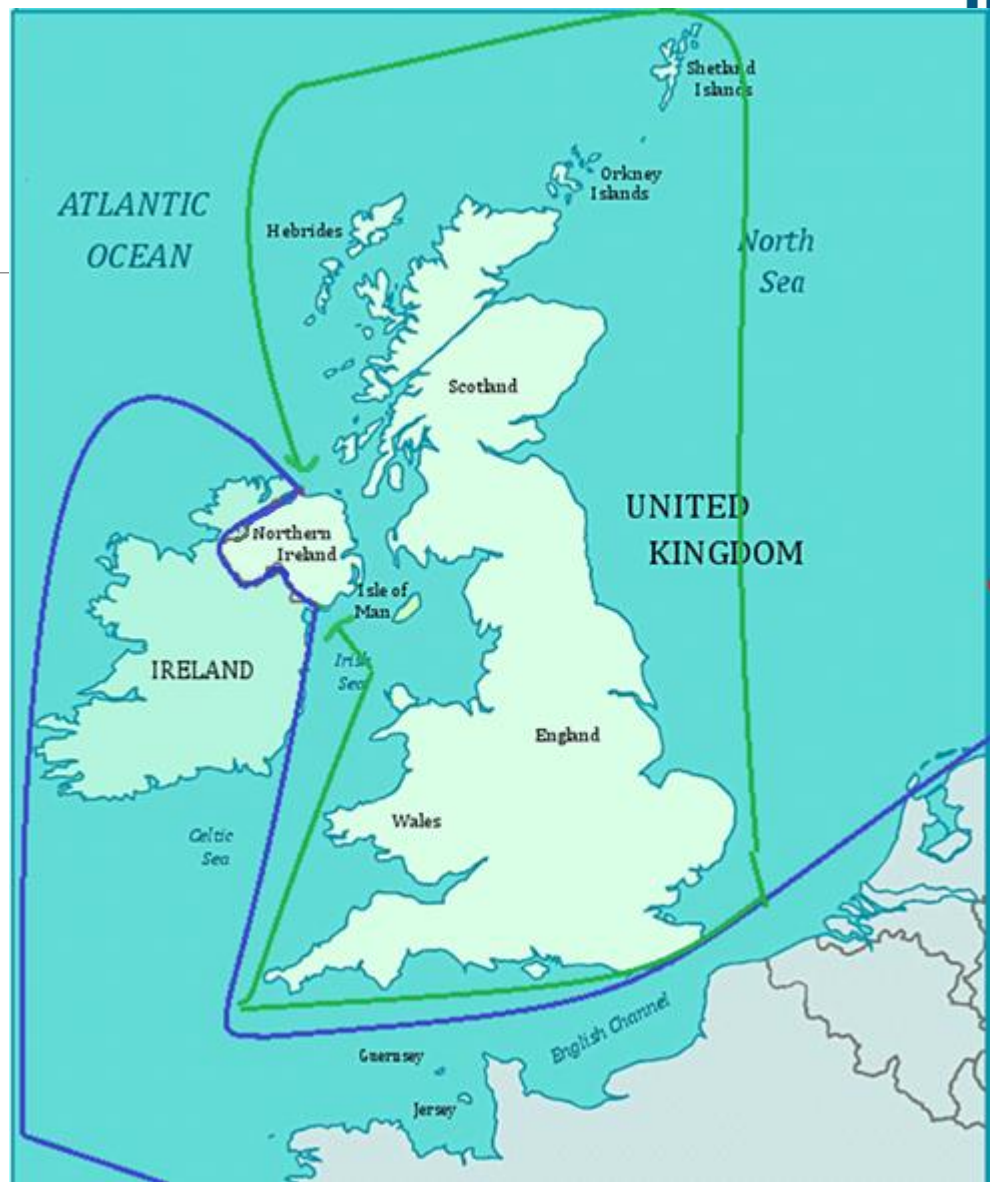 Shetland
Islands
Orkney
Islands
ATLANTIC
OCEAN
Hebrides
North
Sea
Scotland
UNITED
KINGDOM
Northern
Ireland
Isle of
Man
Irish
Sea
IRELAND
England
Wales
Celtic
Sea
English Channel
Guernsey
Jersey